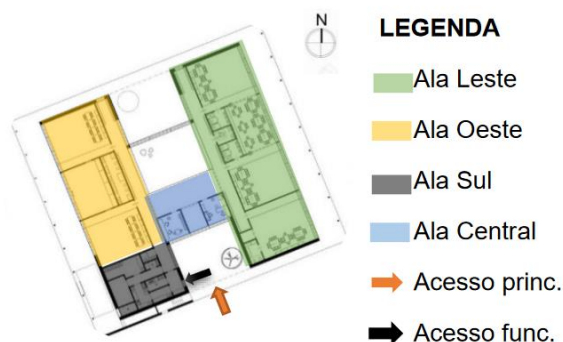 N
LEGENDA
Ala Leste
Ala Oeste
Ala Sul
Ala Central
Acesso princ.
Acesso func.